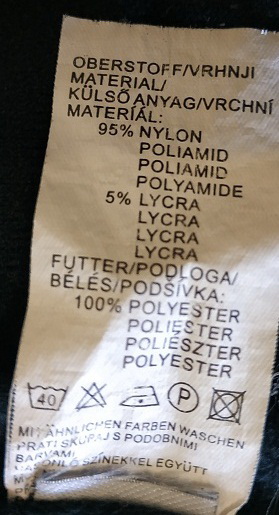 OBERSTOFF/VRHNJI
MATERIAL/
KÜLSŐ ANYAG/VRCHNÍ
MATERIÁL:
95% NYLON
POLIAMID
POLIAMID
POLYAMIDE
5% LYCRA
LYCRA
LYCRA
LYCRA
FUTTER/PODLOGA/
BÉLÉS/PODŠÍVKA:
100% POLYESTER
POLIESTER
POLIÉSZTER
POLYESTER
40 P
MIT ÄHNLICHEN FARBEN WASCHEN
PRATI SKUPAJ S PODOBNIMI
BARVAMI
HASONLÓ SZÍNEKKEL EGYÜTT